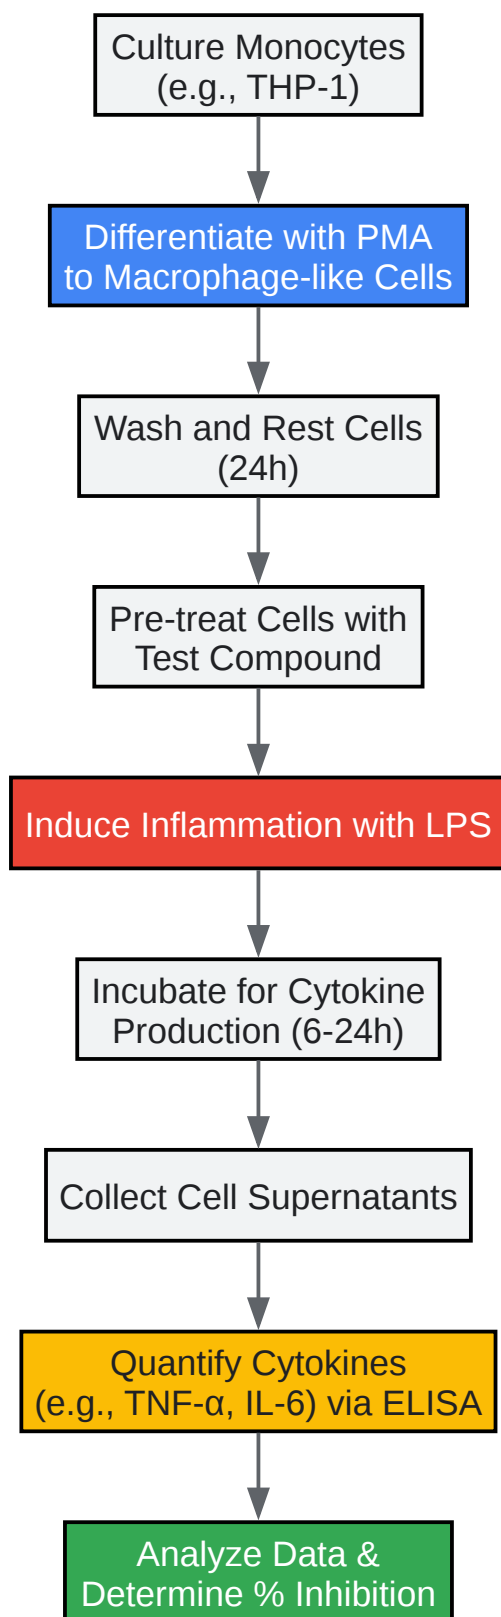 Culture Monocytes
(e.g., THP-1)
Differentiate with PMA
to Macrophage-like Cells
Wash and Rest Cells
(24h)
Pre-treat Cells with
Test Compound
Induce Inflammation with LPS
Incubate for Cytokine
Production (6-24h)
Collect Cell Supernatants
Quantify Cytokines
(e.g., TNF-α, IL-6) via ELISA
Analyze Data &
Determine % Inhibition